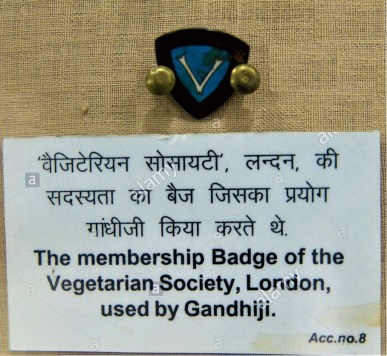 V
'वैजिटेरियन सोसायटी', लन्दन, की
सदस्यता का बैज जिसका प्रयोग
गांधीजी किया करते थे.
The membership Badge of the
Vegetarian Society, London,
used by Gandhiji.
Acc.no.8